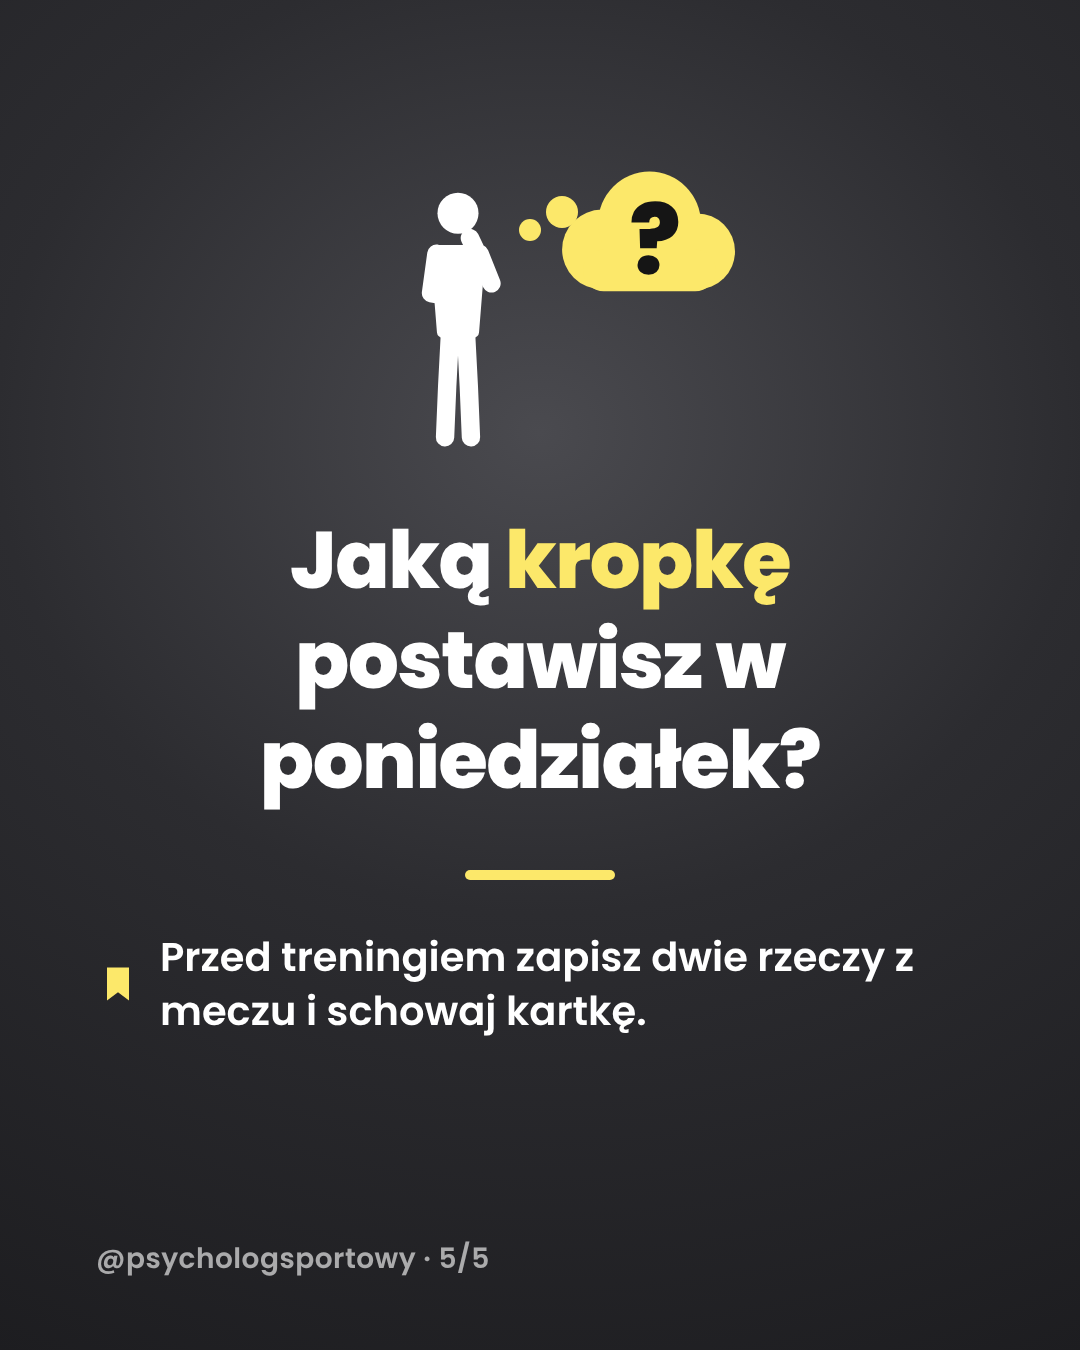 ?
Jaką kropkę
postawisz w
poniedziałek?
Przed treningiem zapisz dwie rzeczy z
meczu i schowaj kartkę.
@psychologsportowy · 5/5